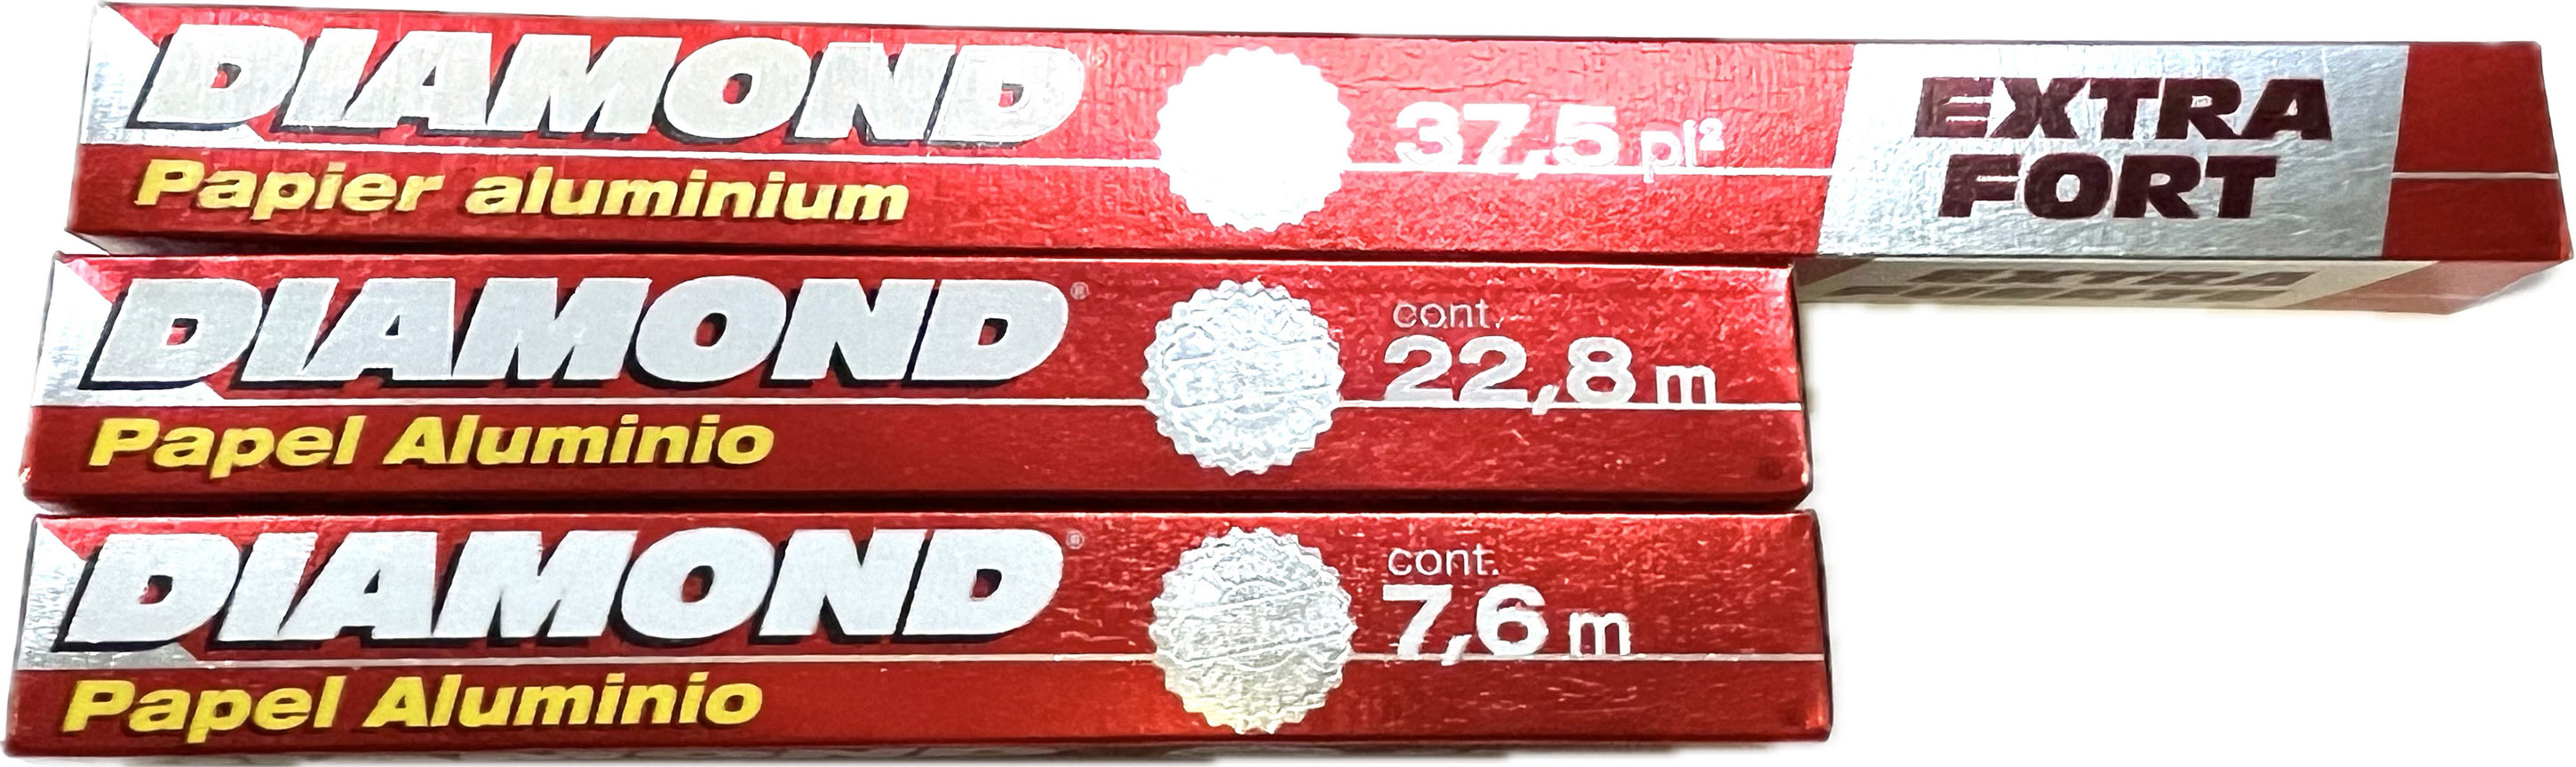 DIAMOND
Papier aluminium
37,5 pi²
EXTRA
FORT
EXTRA
DIAMOND®
Papel Aluminio
cont.
22,8 m
DIAMOND®
Papel Aluminio
cont.
7,6 m